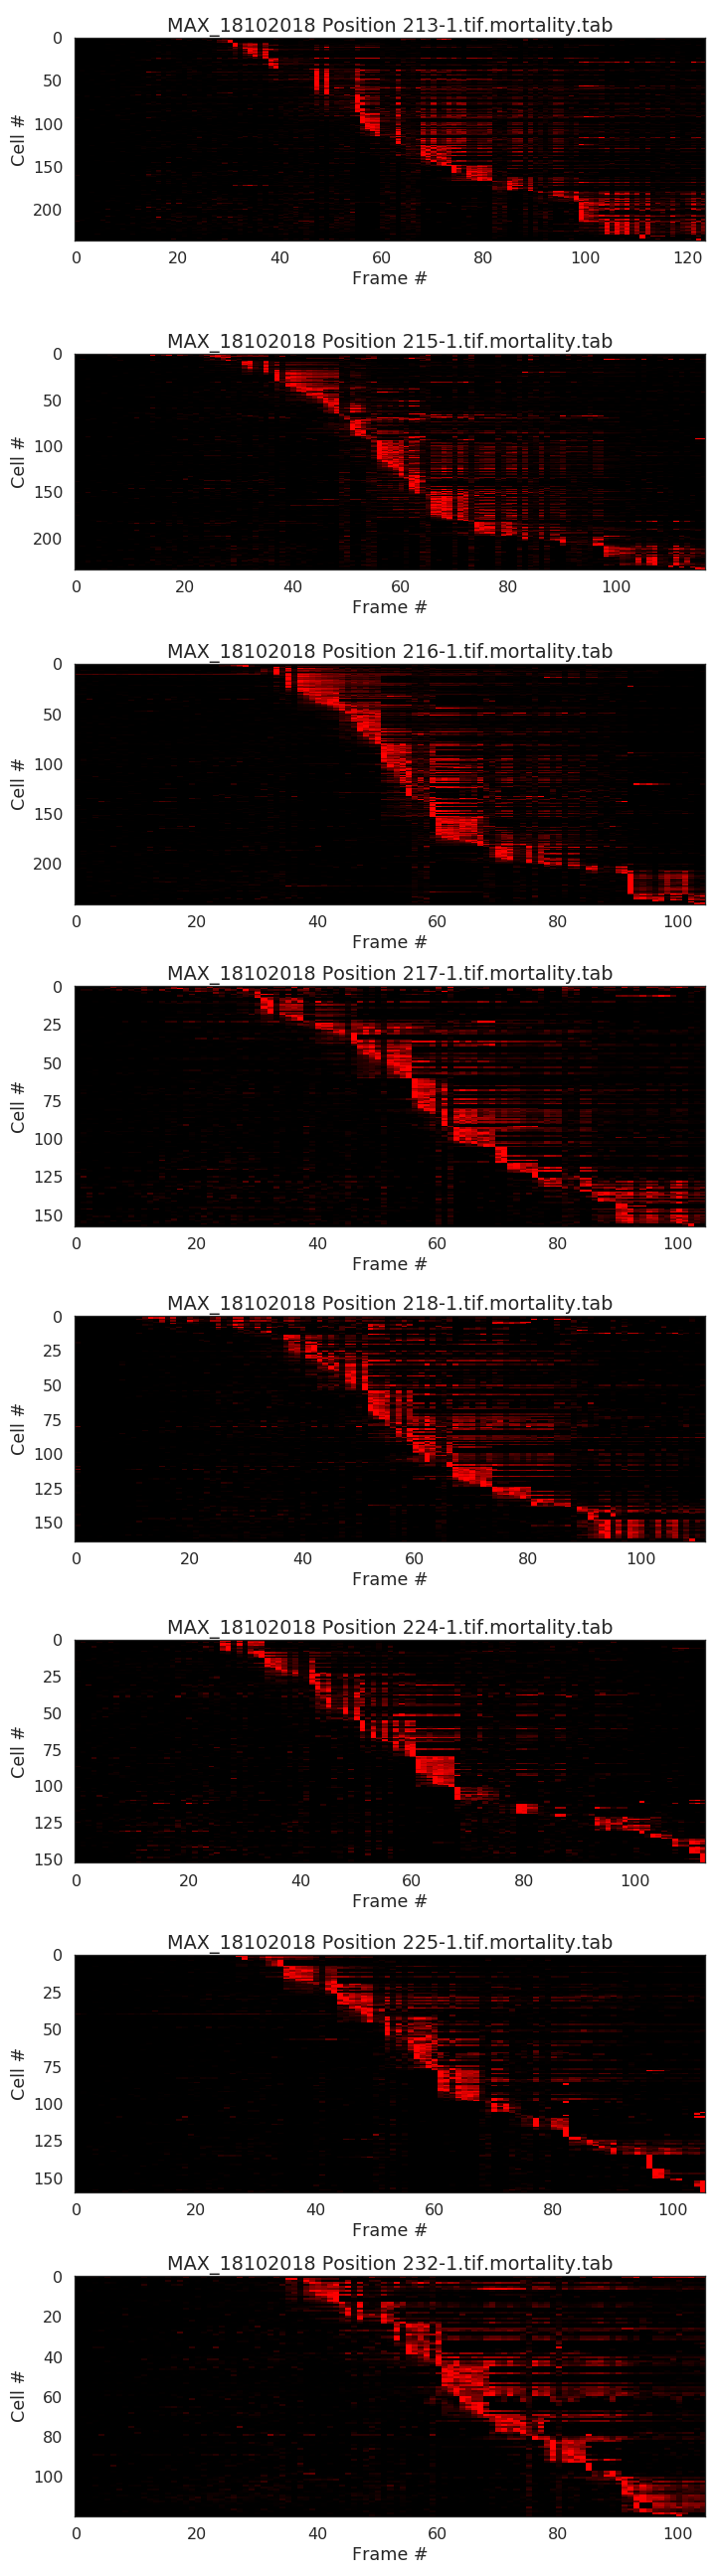 MAX_18102018 Position 213-1.tif.mortality.tab
0
50
100
150
200
Cell #
0 20 40 60 80 100 120
Frame #
MAX_18102018 Position 215-1.tif.mortality.tab
0
50
100
150
200
Cell #
0 20 40 60 80 100
Frame #
MAX_18102018 Position 216-1.tif.mortality.tab
0
50
100
150
200
Cell #
0 20 40 60 80 100
Frame #
MAX_18102018 Position 217-1.tif.mortality.tab
0
25
50
75
100
125
150
Cell #
0 20 40 60 80 100
Frame #
MAX_18102018 Position 218-1.tif.mortality.tab
0
25
50
75
100
125
150
Cell #
0 20 40 60 80 100
Frame #
MAX_18102018 Position 224-1.tif.mortality.tab
0
25
50
75
100
125
150
Cell #
0 20 40 60 80 100
Frame #
MAX_18102018 Position 225-1.tif.mortality.tab
0
25
50
75
100
125
150
Cell #
0 20 40 60 80 100
Frame #
MAX_18102018 Position 232-1.tif.mortality.tab
0
20
40
60
80
100
Cell #
0 20 40 60 80 100
Frame #